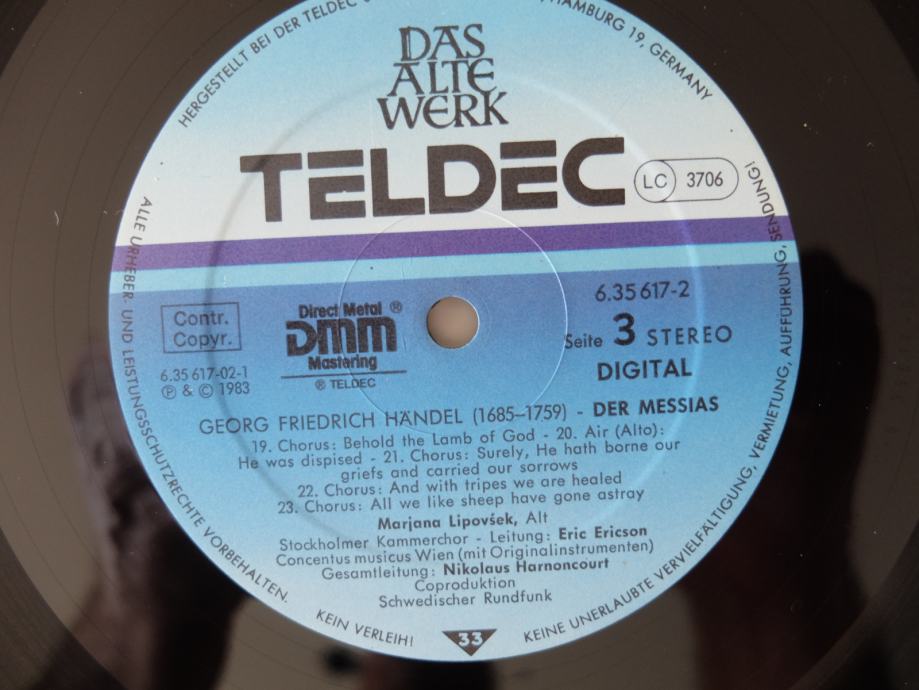 HERGESTELLT BEI DER TELDEC
HAMBURG 19, GERMANY
DAS
ALTE
WERK
TELDEC
LC 3706
Contr.
Copyr.
6.35 617-02-1
℗ & © 1983
Direct Metal ®
DMM
Mastering
® TELDEC
6.35 617-2
Seite 3 STEREO
DIGITAL
GEORG FRIEDRICH HÄNDEL (1685–1759) - DER MESSIAS
19. Chorus: Behold the Lamb of God - 20. Air (Alto):
He was dispised - 21. Chorus: Surely, He hath borne our
griefs and carried our sorrows
22. Chorus: And with tripes we are healed
23. Chorus: All we like sheep have gone astray
Marjana Lipovšek, Alt
Stockholmer Kammerchor - Leitung: Eric Ericson
Concentus musicus Wien (mit Originalinstrumenten)
Gesamtleitung: Nikolaus Harnoncourt
Coproduktion
Schwedischer Rundfunk
33
ALLE URHEBER- UND LEISTUNGSSCHUTZRECHTE VORBEHALTEN.
KEIN VERLEIH!
KEINE UNERLAUBTE VERVIELFÄLTIGUNG, VERMIETUNG, AUFFÜHRUNG, SENDUNG!